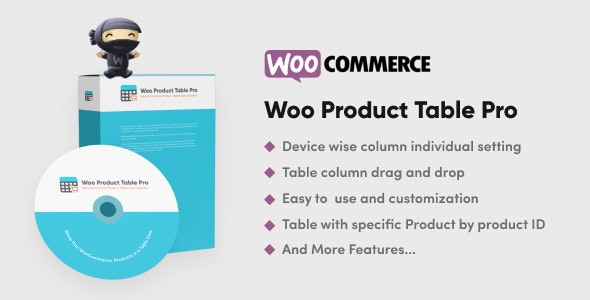 Woo Product Table Pro
Woo Product Table Pro
WOO COMMERCE
Woo Product Table Pro
Device wise column individual setting
Table column drag and drop
Easy to use and customization
Table with specific Product by product ID
And More Features...